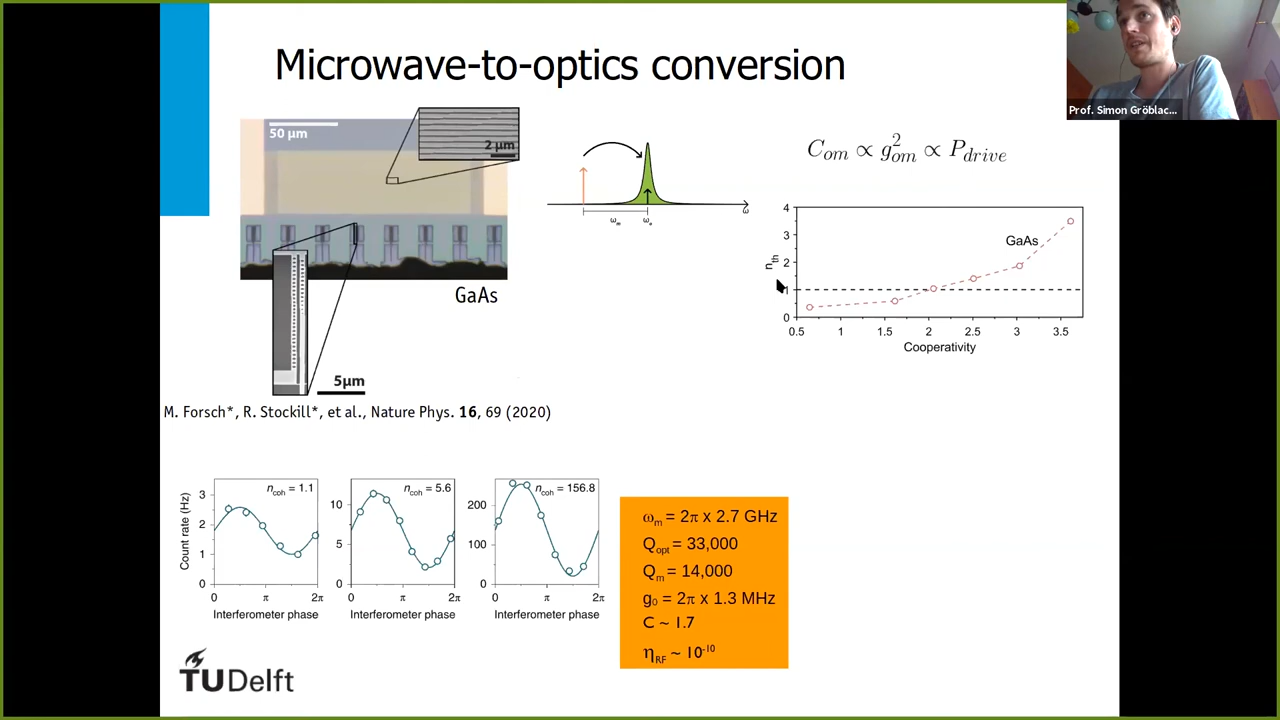 Microwave-to-optics conversion
Prof. Simon Gröblac...
50 μm
2 μm
GaAs
5μm
ωm
ωo
ω
C_om ∝ g_om^2 ∝ P_drive
4
3
2
1
0
n_th
GaAs
0.5 1 1.5 2 2.5 3 3.5
Cooperativity
M. Forsch*, R. Stockill*, et al., Nature Phys. 16, 69 (2020)
Count rate (Hz)
3
2
1
0
n_coh = 1.1
0 π 2π
Interferometer phase
10
5
0
n_coh = 5.6
0 π 2π
Interferometer phase
200
100
0
n_coh = 156.8
0 π 2π
Interferometer phase
ω_m = 2π x 2.7 GHz
Q_opt = 33,000
Q_m = 14,000
g_0 = 2π x 1.3 MHz
C ~ 1.7
η_RF ~ 10^-10
TUDelft